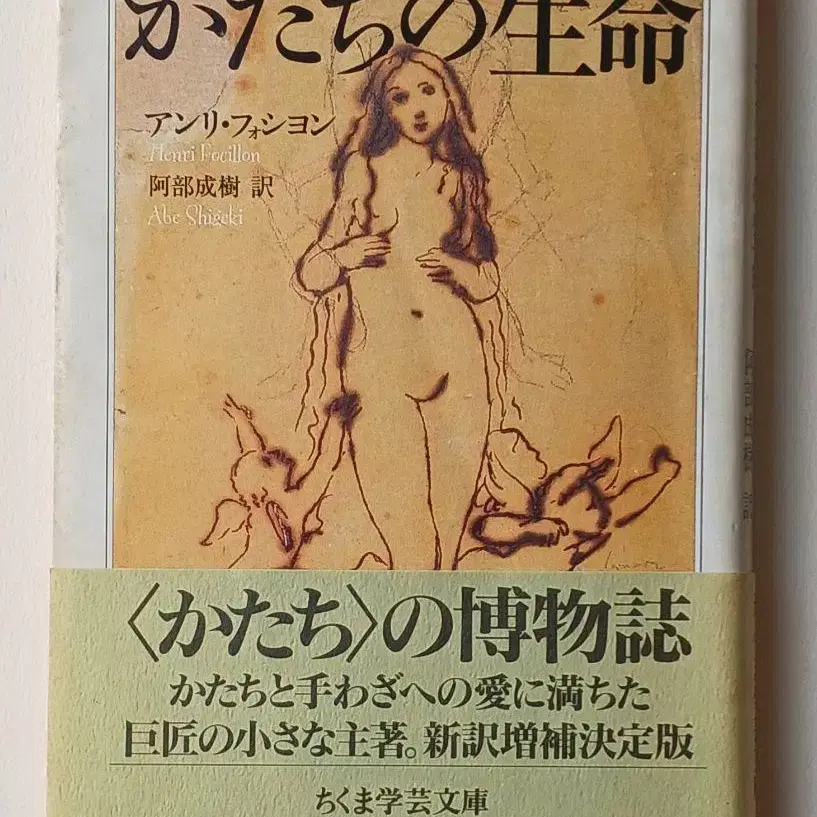 かたちの生命
アンリ・フォシヨン
Henri Focillon
阿部成樹 訳
Abe Shigeki
〈かたち〉の博物誌
かたちと手わざへの愛に満ちた
巨匠の小さな主著。新訳増補決定版
ちくま学芸文庫